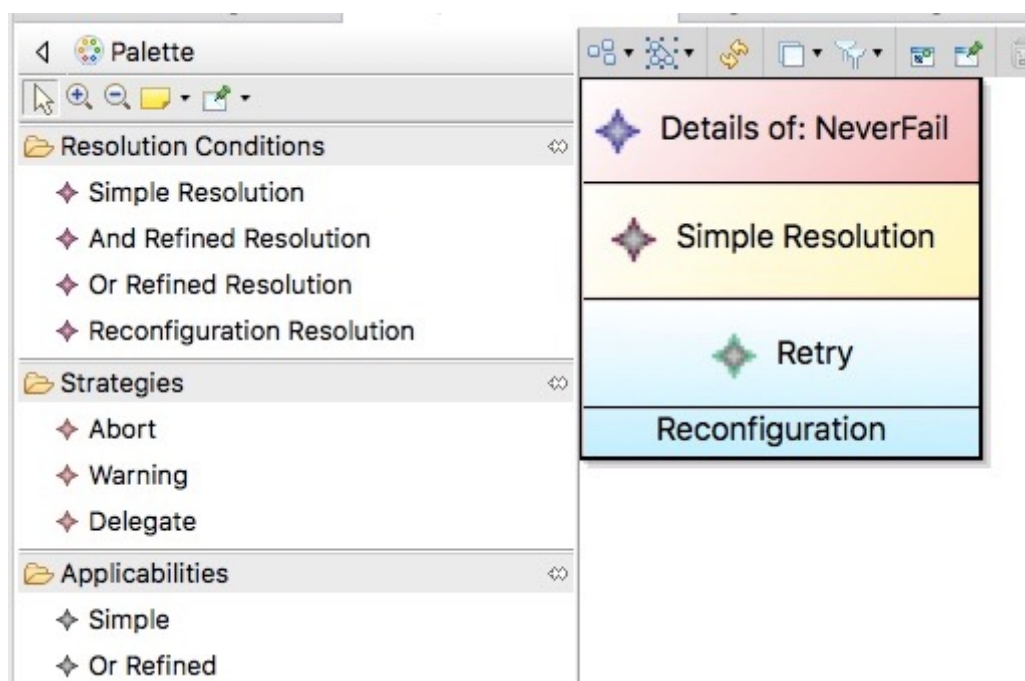 Palette
Resolution Conditions
Simple Resolution
And Refined Resolution
Or Refined Resolution
Reconfiguration Resolution
Strategies
Abort
Warning
Delegate
Applicabilities
Simple
Or Refined
Details of: NeverFail
Simple Resolution
Retry
Reconfiguration